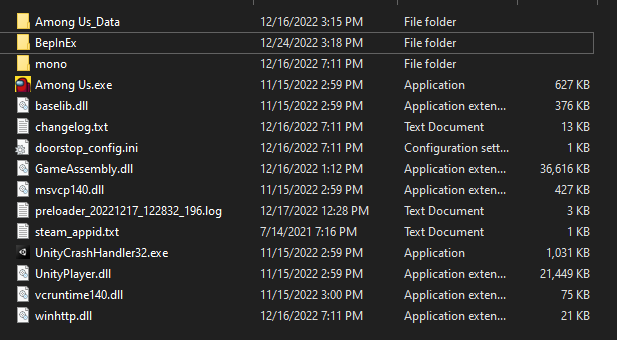 Among Us_Data 12/16/2022 3:15 PM File folder
BepInEx 12/24/2022 3:18 PM File folder
mono 12/16/2022 7:11 PM File folder
Among Us.exe 11/15/2022 2:59 PM Application 627 KB
baselib.dll 11/15/2022 2:59 PM Application exten... 376 KB
changelog.txt 12/16/2022 7:11 PM Text Document 13 KB
doorstop_config.ini 12/16/2022 7:11 PM Configuration sett... 1 KB
GameAssembly.dll 12/16/2022 1:12 PM Application exten... 36,616 KB
msvcp140.dll 11/15/2022 2:59 PM Application exten... 427 KB
preloader_20221217_122832_196.log 12/17/2022 12:28 PM Text Document 3 KB
steam_appid.txt 7/14/2021 7:16 PM Text Document 1 KB
UnityCrashHandler32.exe 11/15/2022 2:59 PM Application 1,031 KB
UnityPlayer.dll 11/15/2022 2:59 PM Application exten... 21,449 KB
vcruntime140.dll 11/15/2022 3:00 PM Application exten... 75 KB
winhttp.dll 12/16/2022 7:11 PM Application exten... 21 KB